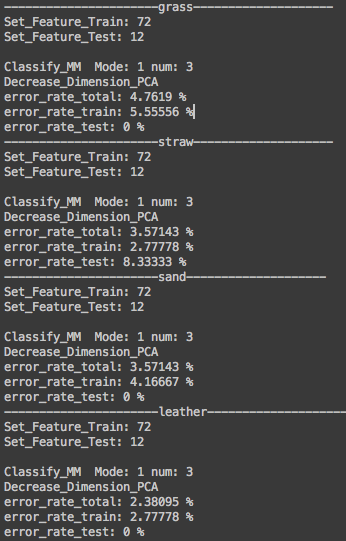 ----------------------grass--------------------
Set_Feature_Train: 72
Set_Feature_Test: 12
Classify_MM  Mode: 1 num: 3
Decrease_Dimension_PCA
error_rate_total: 4.7619 %
error_rate_train: 5.55556 %
error_rate_test: 0 %
----------------------straw--------------------
Set_Feature_Train: 72
Set_Feature_Test: 12
Classify_MM  Mode: 1 num: 3
Decrease_Dimension_PCA
error_rate_total: 3.57143 %
error_rate_train: 2.77778 %
error_rate_test: 8.33333 %
----------------------sand--------------------
Set_Feature_Train: 72
Set_Feature_Test: 12
Classify_MM  Mode: 1 num: 3
Decrease_Dimension_PCA
error_rate_total: 3.57143 %
error_rate_train: 4.16667 %
error_rate_test: 0 %
----------------------leather--------------------
Set_Feature_Train: 72
Set_Feature_Test: 12
Classify_MM  Mode: 1 num: 3
Decrease_Dimension_PCA
error_rate_total: 2.38095 %
error_rate_train: 2.77778 %
error_rate_test: 0 %